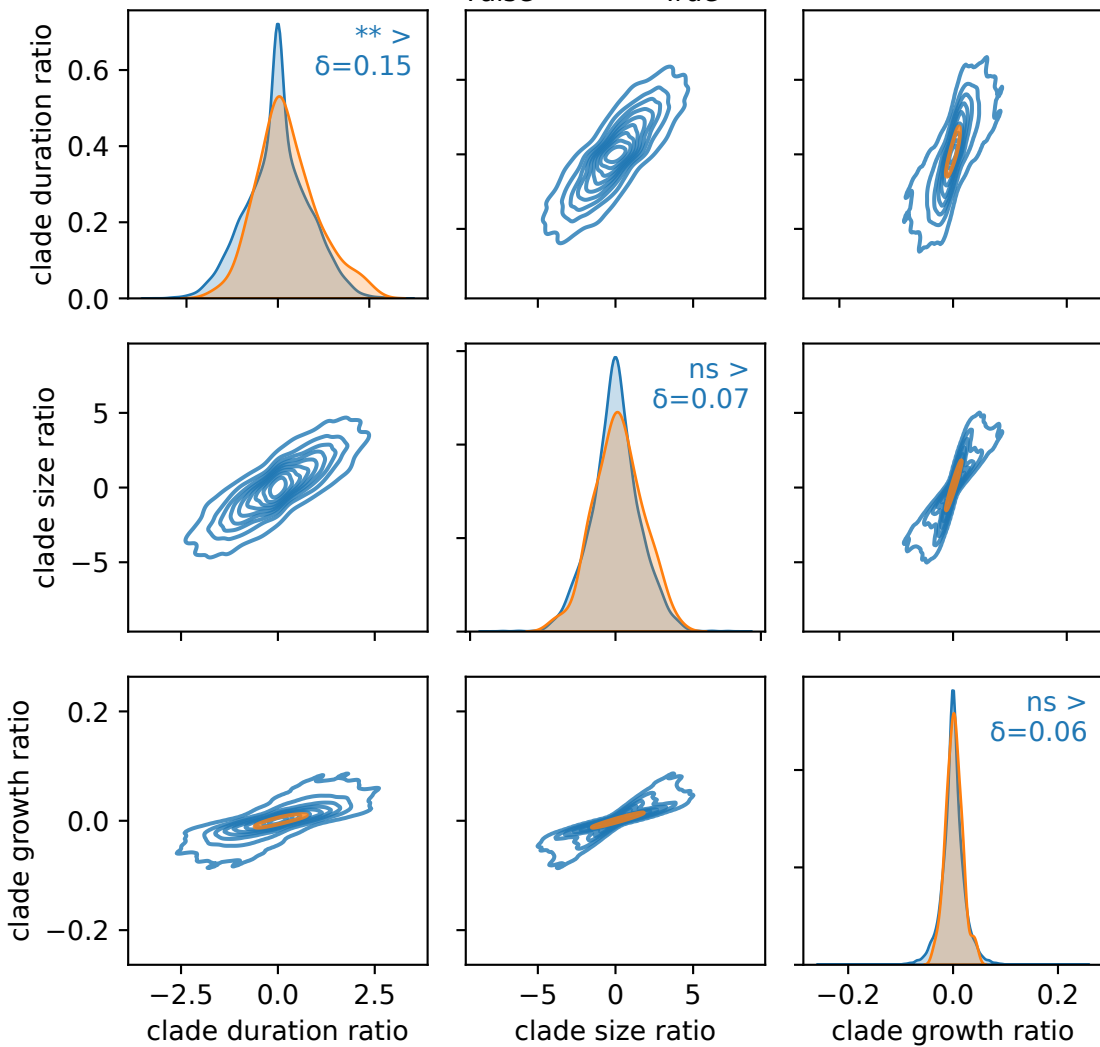 clade duration ratio
0.6
0.4
0.2
0.0
** >
δ=0.15
clade size ratio
5
0
−5
ns >
δ=0.07
clade growth ratio
0.2
0.0
−0.2
ns >
δ=0.06
−2.5 0.0 2.5
−5 0 5
−0.2 0.0 0.2
clade duration ratio
clade size ratio
clade growth ratio